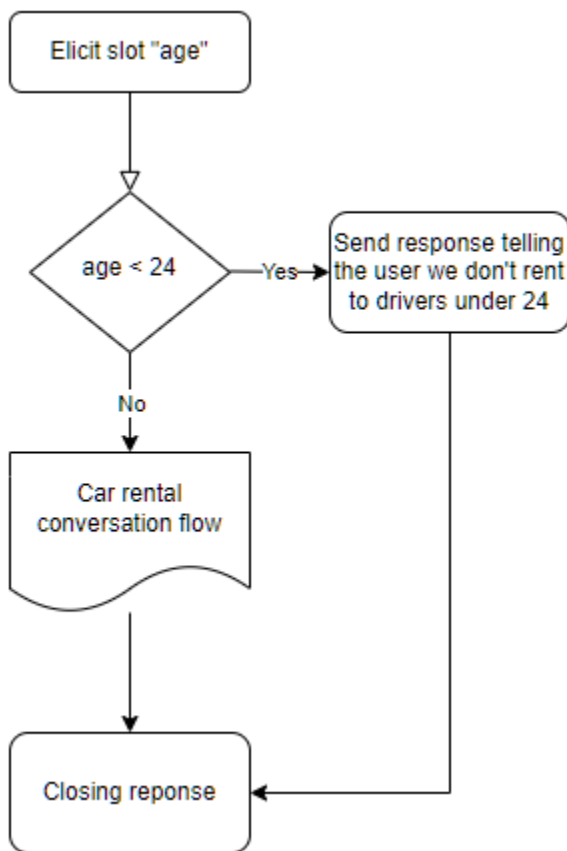 Elicit slot "age"
age < 24
Yes
Send response telling
the user we don't rent
to drivers under 24
No
Car rental
conversation flow
Closing reponse